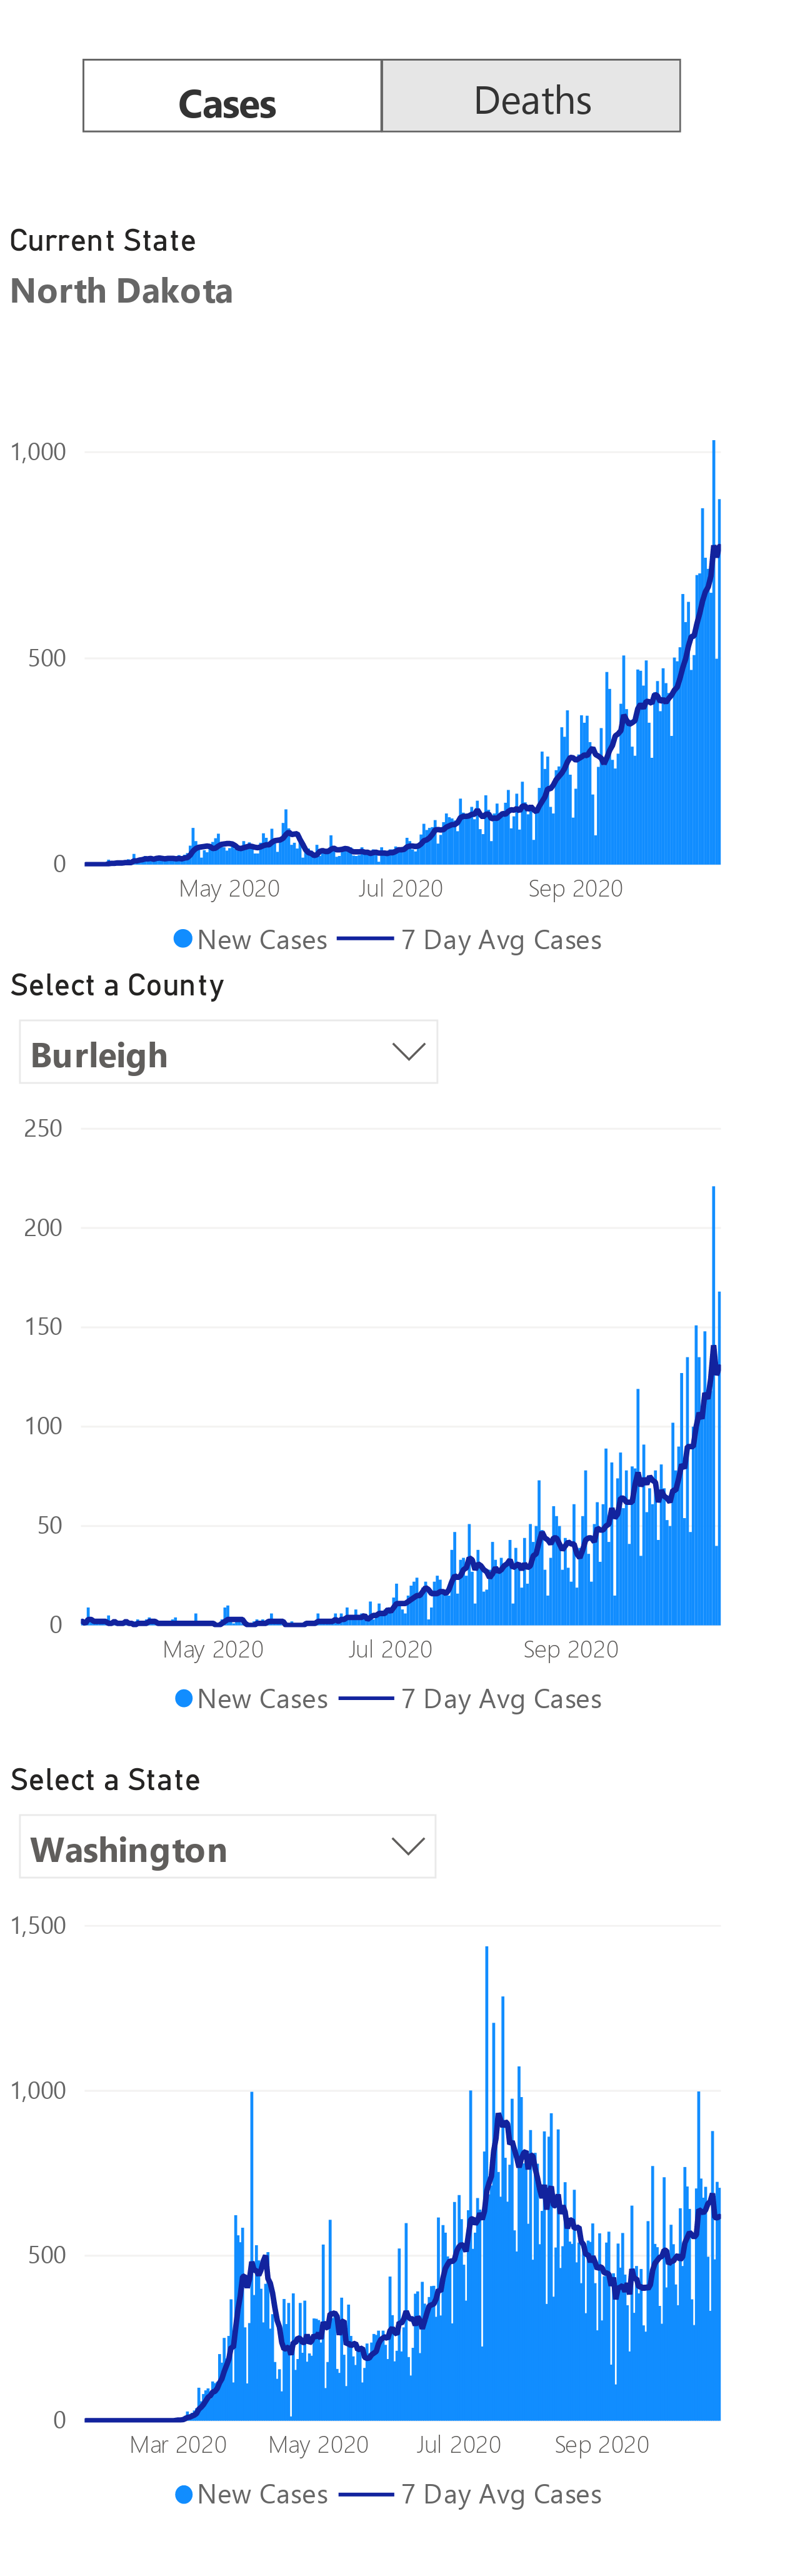 Cases Deaths
Current State
North Dakota
1,000
500
0
May 2020 Jul 2020 Sep 2020
New Cases 7 Day Avg Cases
Select a County
Burleigh
250
200
150
100
50
0
May 2020 Jul 2020 Sep 2020
New Cases 7 Day Avg Cases
Select a State
Washington
1,500
1,000
500
0
Mar 2020 May 2020 Jul 2020 Sep 2020
New Cases 7 Day Avg Cases